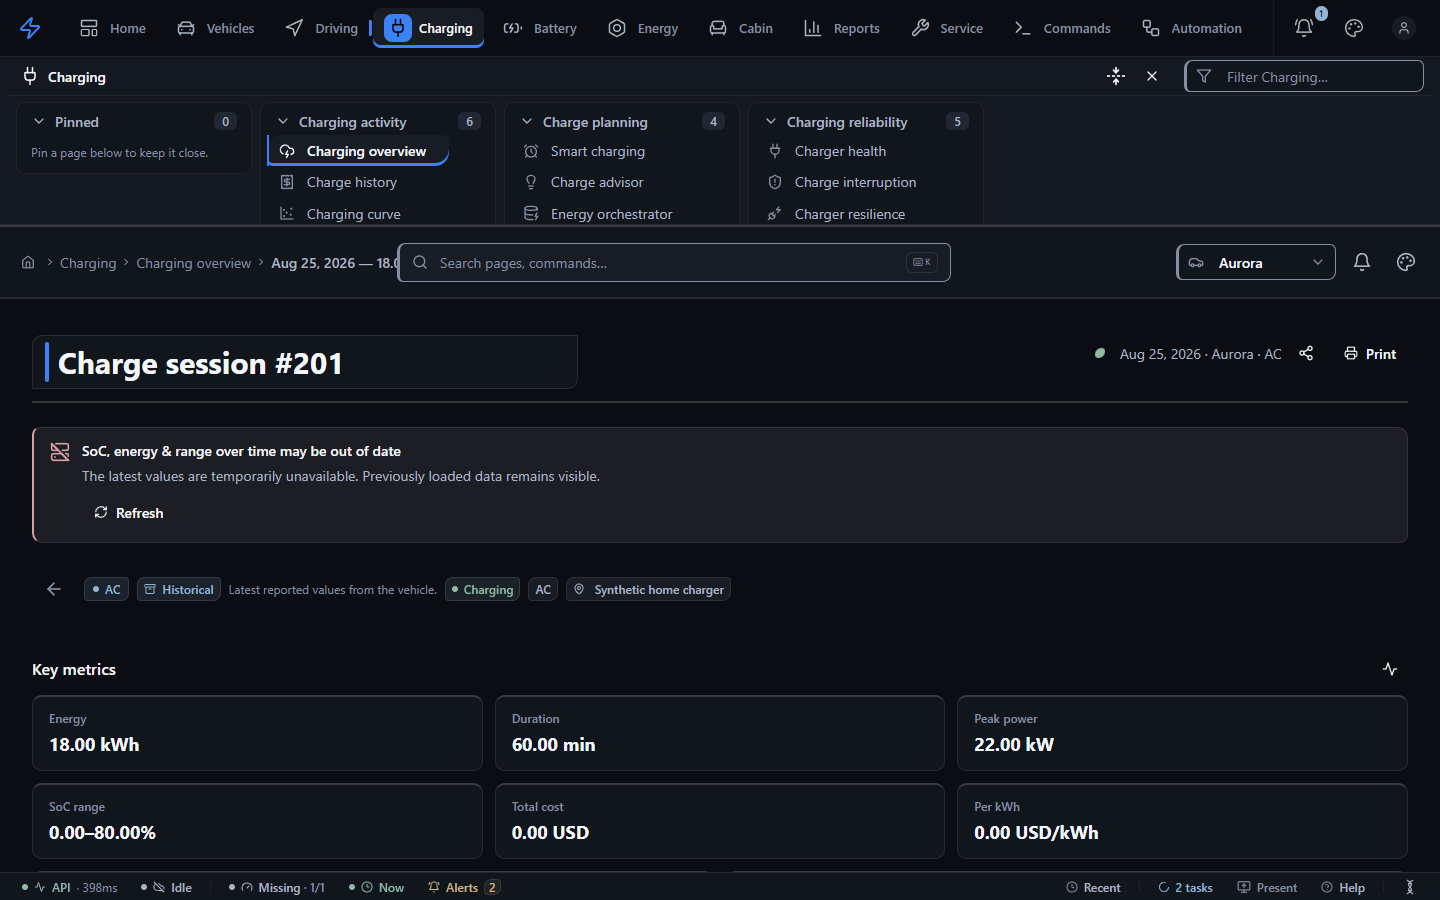 Home Vehicles Driving Charging Battery Energy Cabin Reports Service Commands Automation 1
Charging Filter Charging...
Pinned 0
Pin a page below to keep it close.
Charging activity 6
Charging overview
Charge history
Charging curve
Charge planning 4
Smart charging
Charge advisor
Energy orchestrator
Charging reliability 5
Charger health
Charge interruption
Charger resilience
Charging Charging overview Aug 25, 2026 — 18.0 Search pages, commands... K Aurora
Charge session #201
Aug 25, 2026 · Aurora · AC Print
SoC, energy & range over time may be out of date
The latest values are temporarily unavailable. Previously loaded data remains visible.
Refresh
AC Historical Latest reported values from the vehicle. Charging AC Synthetic home charger
Key metrics
Energy
18.00 kWh
Duration
60.00 min
Peak power
22.00 kW
SoC range
0.00–80.00%
Total cost
0.00 USD
Per kWh
0.00 USD/kWh
API · 398ms Idle Missing · 1/1 Now Alerts 2 Recent 2 tasks Present Help